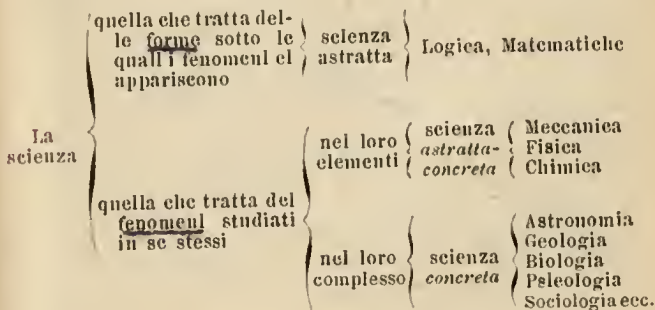 La
scienza
quella che tratta del-
le forme sotto le
quali i fenomeni ci
appariscono
scienza
astratta
Logica, Matematiche
quella che tratta dei
fenomeni studiati
in se stessi
nei loro
elementi
scienza
astratta-
concreta
Meccanica
Fisica
Chimica
nel loro
complesso
scienza
concreta
Astronomia
Geologia
Biologia
Psicologia
Sociologia ecc.